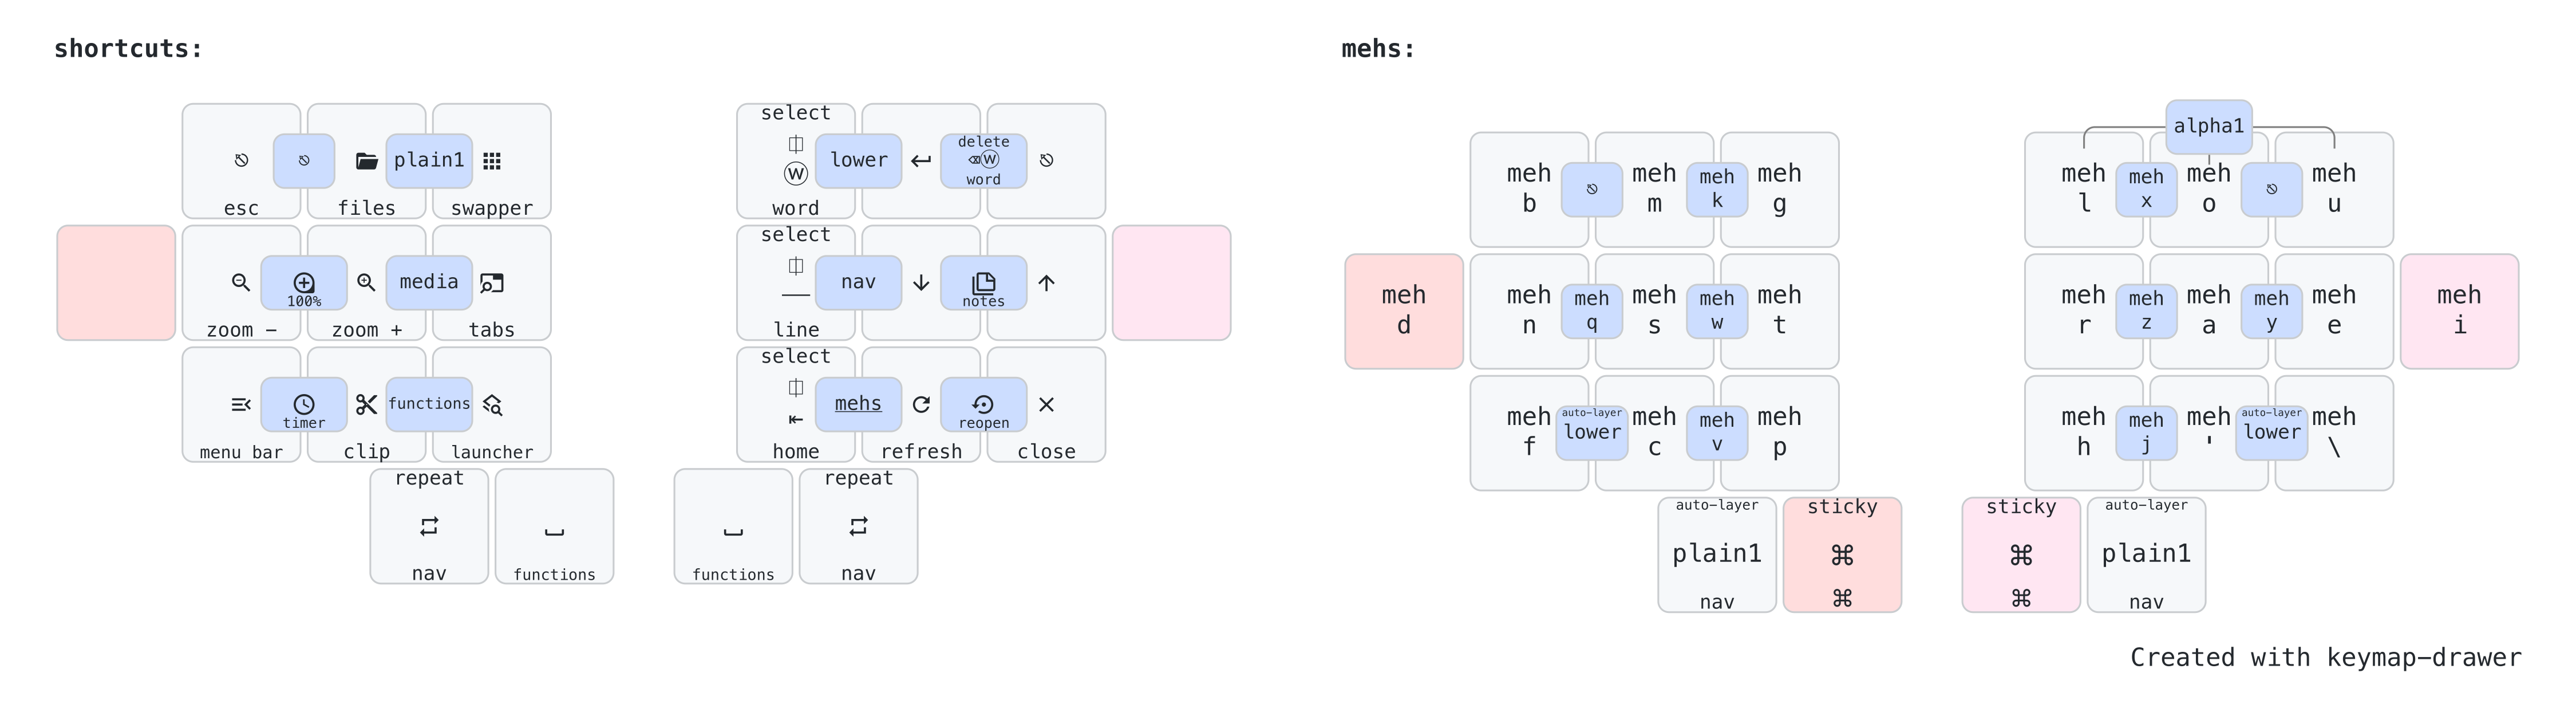 shortcuts:
select
lower
delete
W
word
plain1
W
esc
files
swapper
word
select
100%
media
nav
notes
zoom -
zoom +
tabs
line
select
timer
functions
mehs
reopen
menu bar
clip
launcher
home
refresh
close
repeat
repeat
nav
functions
functions
nav
mehs:
alpha1
meh b
meh m
meh k
meh g
meh l
meh x
meh o
meh u
meh d
meh n
meh q
meh s
meh w
meh t
meh r
meh z
meh a
meh y
meh e
meh i
meh f
auto-layer lower
meh c
meh v
meh p
meh h
meh j
meh '
auto-layer lower
meh \
auto-layer
sticky
sticky
auto-layer
plain1
⌘
⌘
plain1
nav
⌘
⌘
nav
Created with keymap-drawer